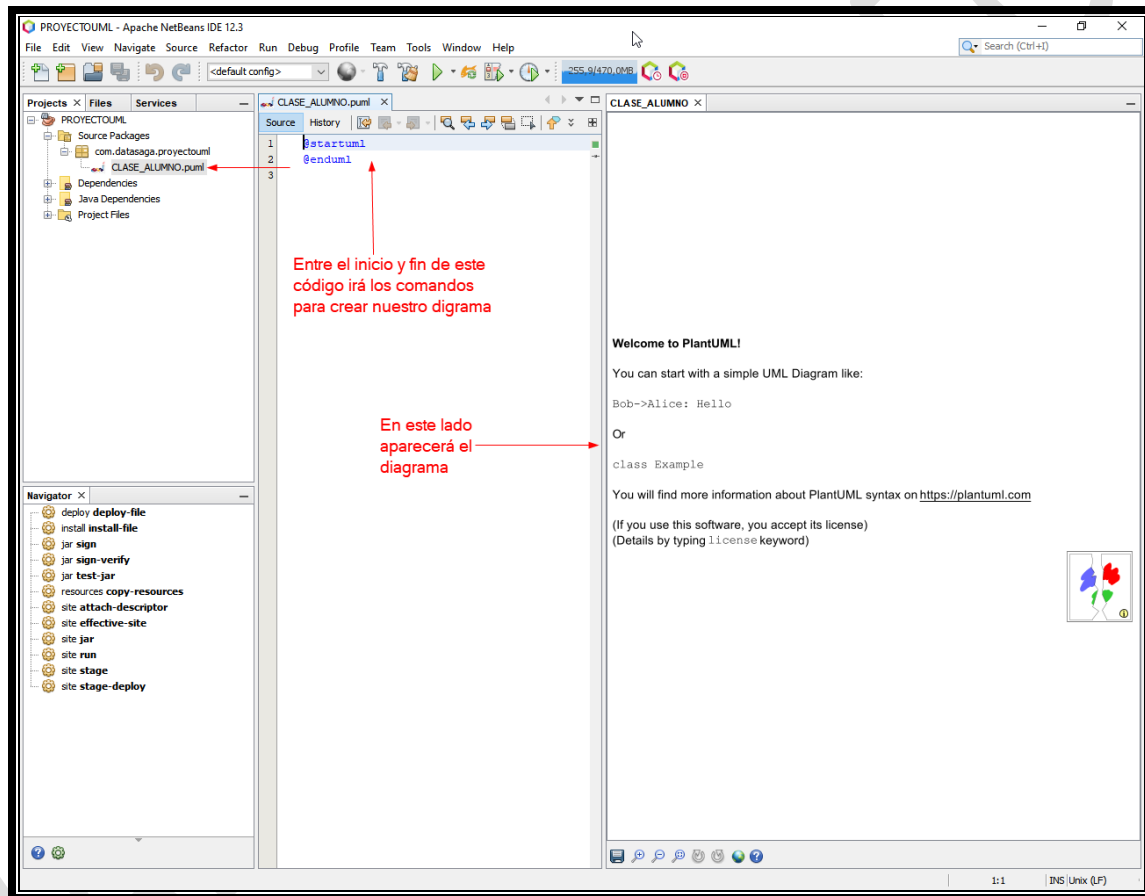 PROYECTOUML - Apache NetBeans IDE 12.3
File Edit View Navigate Source Refactor Run Debug Profile Team Tools Window Help
Search (Ctrl+I)
<default config>
255,9/470,0MB
Projects Files Services
PROYECTOUML
Source Packages
com.datasaga.proyectouml
CLASE_ALUMNO.puml
Dependencies
Java Dependencies
Project Files
Navigator
deploy deploy-file
install install-file
jar sign
jar sign-verify
jar test-jar
resources copy-resources
site attach-descriptor
site effective-site
site jar
site run
site stage
site stage-deploy
CLASE_ALUMNO.puml
Source History
1 @startuml
2 @enduml
3
Entre el inicio y fin de este
código irá los comandos
para crear nuestro digrama
En este lado
aparecerá el
diagrama
CLASE_ALUMNO
Welcome to PlantUML!
You can start with a simple UML Diagram like:
Bob->Alice: Hello
Or
class Example
You will find more information about PlantUML syntax on https://plantuml.com
(If you use this software, you accept its license)
(Details by typing license keyword)
1:1 INS Unix (LF)